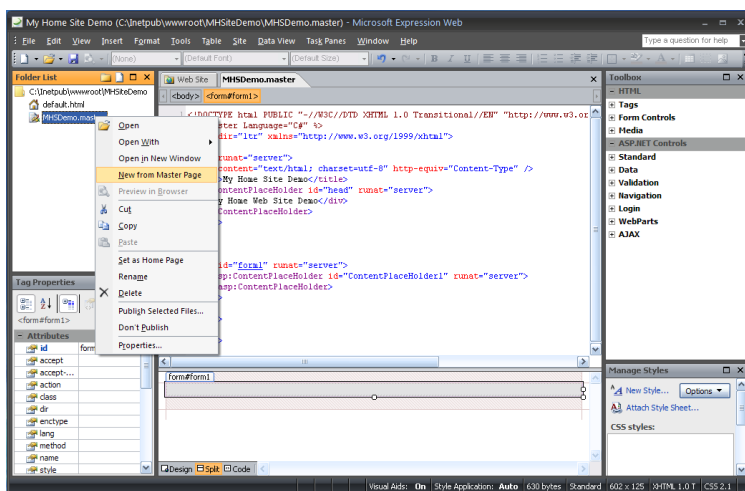 My Home Site Demo (C:\Inetpub\wwwroot\MHSiteDemo\MHSDemo.master) - Microsoft Expression Web
File Edit View Insert Format Tools Table Site Data View Task Panes Window Help
Type a question for help
(None) (Default Font) (Default Size) B I U A
Folder List
C:\Inetpub\wwwroot\MHSiteDemo
default.html
MHSDemo.mas
Open
Open With
Open in New Window
New from Master Page
Preview in Browser
Cut
Copy
Paste
Set as Home Page
Rename
Delete
Publish Selected Files...
Don't Publish
Properties...
Tag Properties
<form#form1>
Attributes
id form
accept
accept-...
action
class
dir
enctype
lang
method
name
style
Web Site MHSDemo.master
<body> <form#form1>
<!DOCTYPE html PUBLIC "-//W3C//DTD XHTML 1.0 Transitional//EN" "http://www.w3.or
ster Language="C#" %>
dir="ltr" xmlns="http://www.w3.org/1999/xhtml">
runat="server">
content="text/html; charset=utf-8" http-equiv="Content-Type" />
>My Home Site Demo</title>
ontentPlaceHolder id="head" runat="server">
y Home Web Site Demo</div>
ContentPlaceHolder>
>
id="form1" runat="server">
sp:ContentPlaceHolder id="ContentPlaceHolder1" runat="server">
asp:ContentPlaceHolder>
>
>
form#form1
Design Split Code
Toolbox
HTML
Tags
Form Controls
Media
ASP.NET Controls
Standard
Data
Validation
Navigation
Login
WebParts
AJAX
Manage Styles
New Style... Options
Attach Style Sheet...
CSS styles:
Visual Aids: On Style Application: Auto 630 bytes Standard 602 x 125 XHTML 1.0 T CSS 2.1